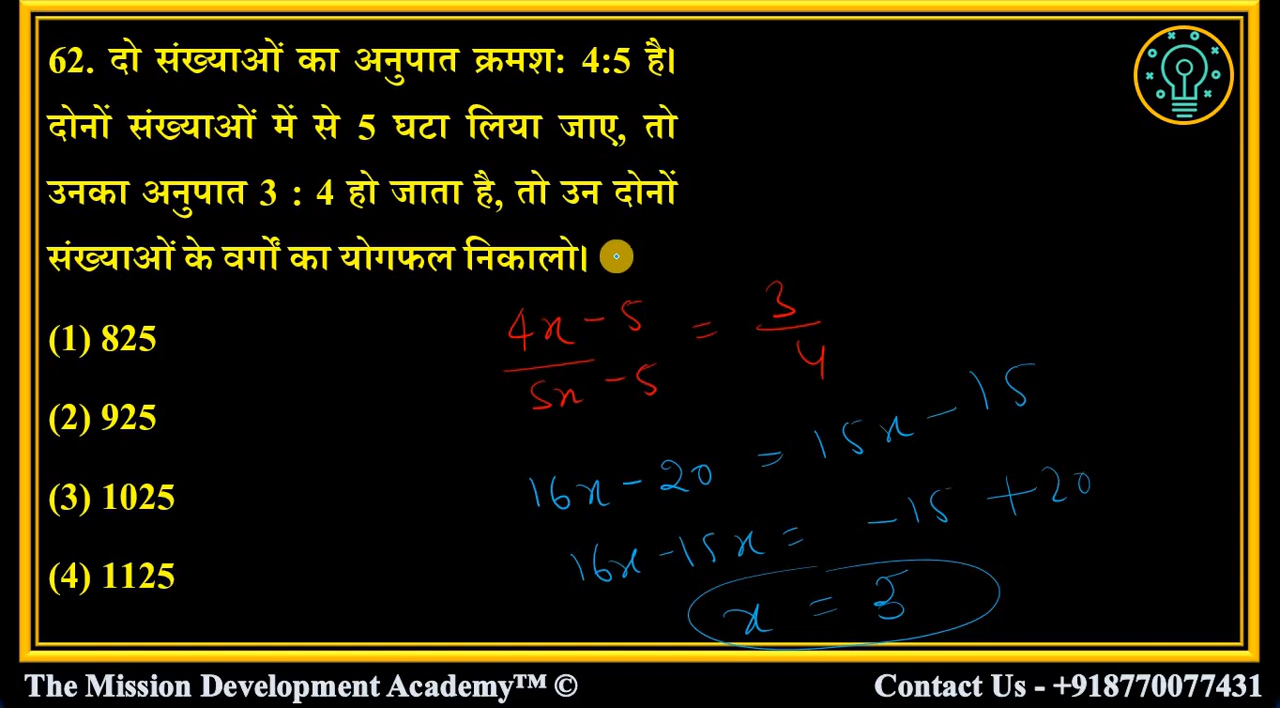 62. दो संख्याओं का अनुपात क्रमश: 4:5 है।
दोनों संख्याओं में से 5 घटा लिया जाए, तो
उनका अनुपात 3 : 4 हो जाता है, तो उन दोनों
संख्याओं के वर्गों का योगफल निकालो।
(1) 825
(2) 925
(3) 1025
(4) 1125
4x - 5
5x - 5
=
3
4
16x - 20 = 15x - 15
16x - 15x = -15 + 20
x = 5
The Mission Development Academy™ ©
Contact Us - +918770077431